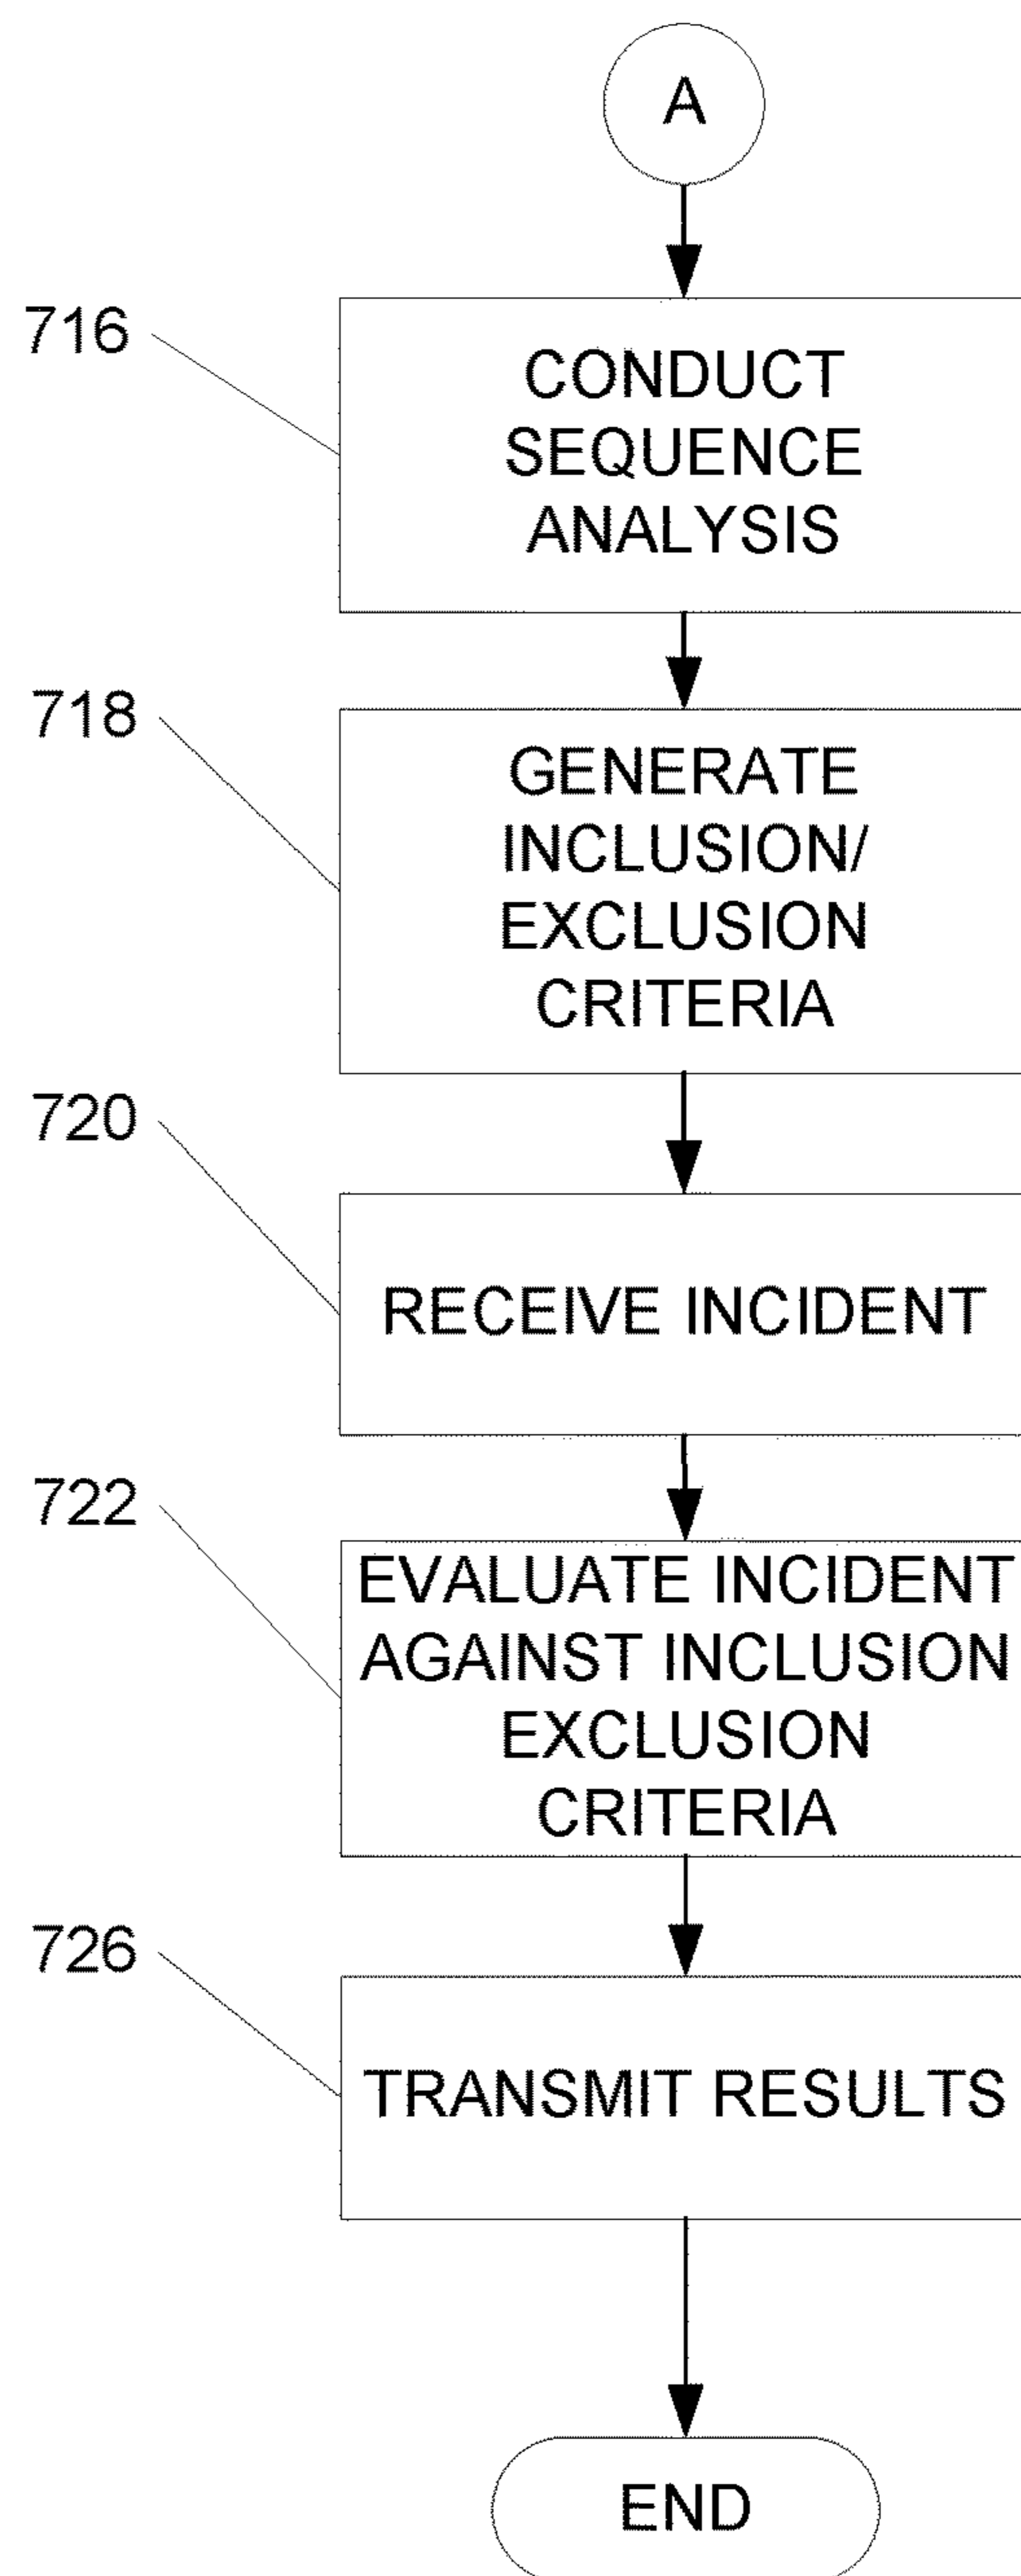 A
716
CONDUCT
SEQUENCE
ANALYSIS
718
GENERATE
INCLUSION/
EXCLUSION
CRITERIA
720
RECEIVE INCIDENT
722
EVALUATE INCIDENT
AGAINST INCLUSION
EXCLUSION
CRITERIA
726
TRANSMIT RESULTS
END